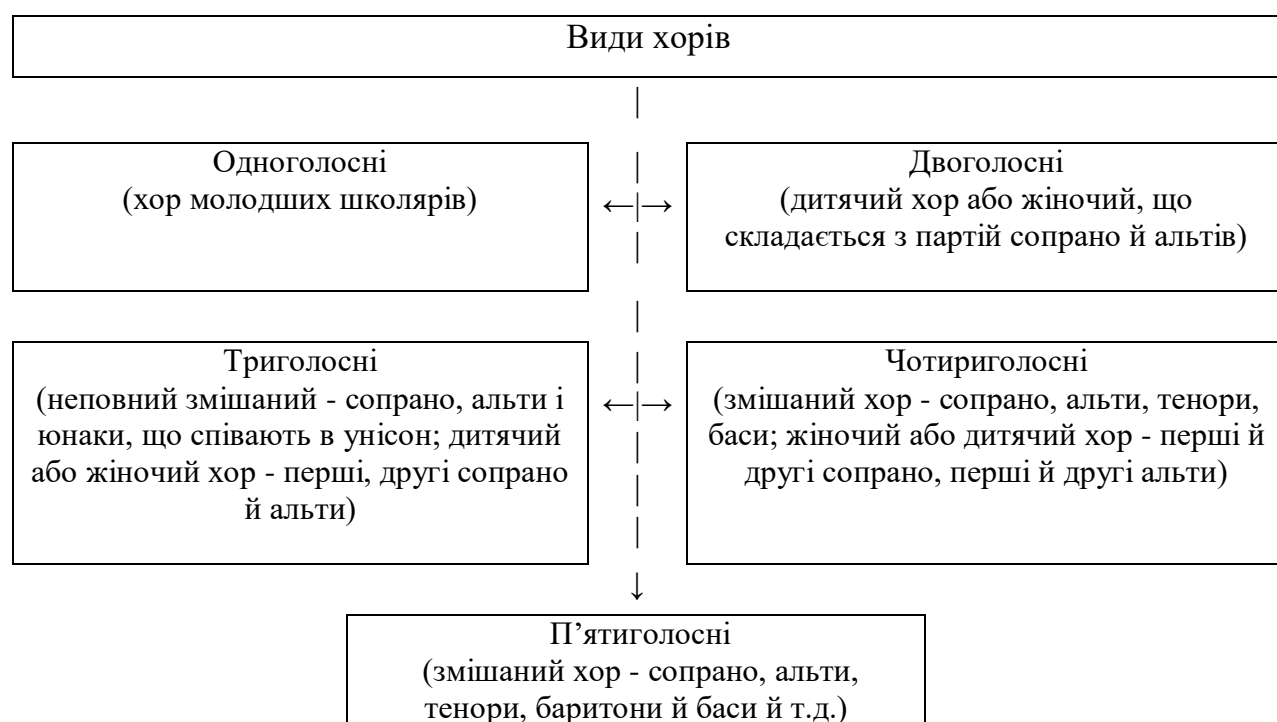 Види хорів
Одноголосні
(хор молодших школярів)
Двоголосні
(дитячий хор або жіночий, що
складається з партій сопрано й альтів)
Триголосні
(неповний змішаний - сопрано, альти і
юнаки, що співають в унісон; дитячий
або жіночий хор - перші, другі сопрано
й альти)
Чотириголосні
(змішаний хор - сопрано, альти, тенори,
баси; жіночий або дитячий хор - перші й
другі сопрано, перші й другі альти)
П’ятиголосні
(змішаний хор - сопрано, альти,
тенори, баритони й баси й т.д.)